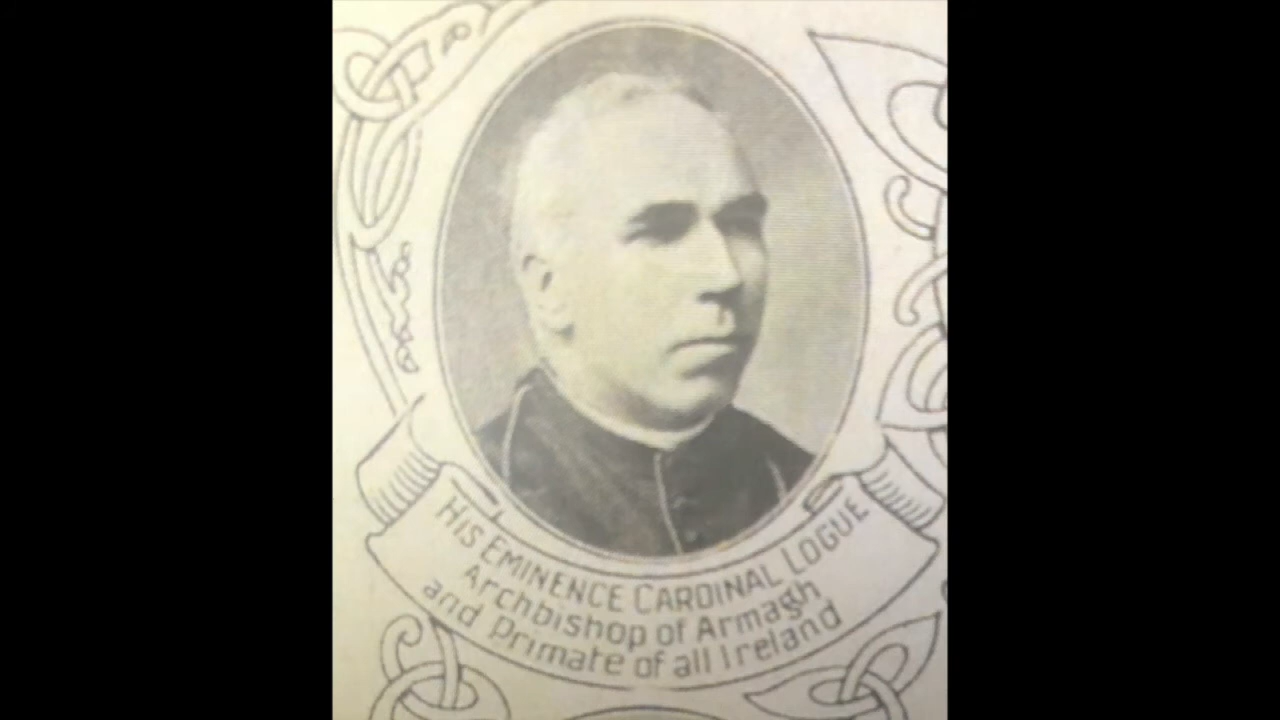 HIS EMINENCE CARDINAL LOGUE
Archbishop of Armagh
and Primate of all Ireland